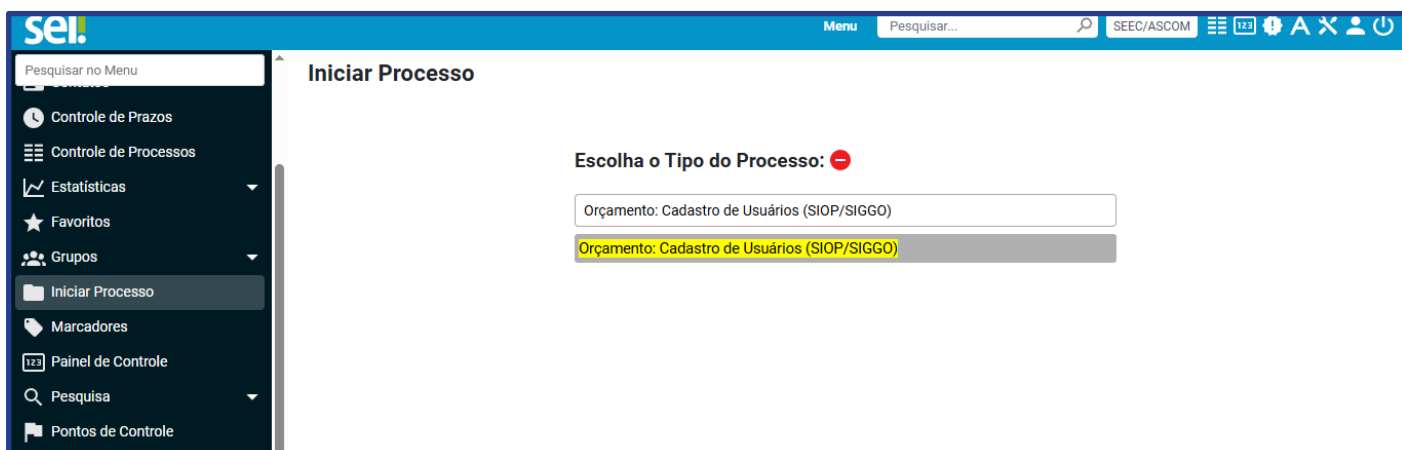 sei!
Menu
Pesquisar...
SEEC/ASCOM
123
A
Pesquisar no Menu
Iniciar Processo
Contatos
Controle de Prazos
Controle de Processos
Escolha o Tipo do Processo:
Estatísticas
Orçamento: Cadastro de Usuários (SIOP/SIGGO)
Favoritos
Orçamento: Cadastro de Usuários (SIOP/SIGGO)
Grupos
Iniciar Processo
Marcadores
123
Painel de Controle
Pesquisa
Pontos de Controle